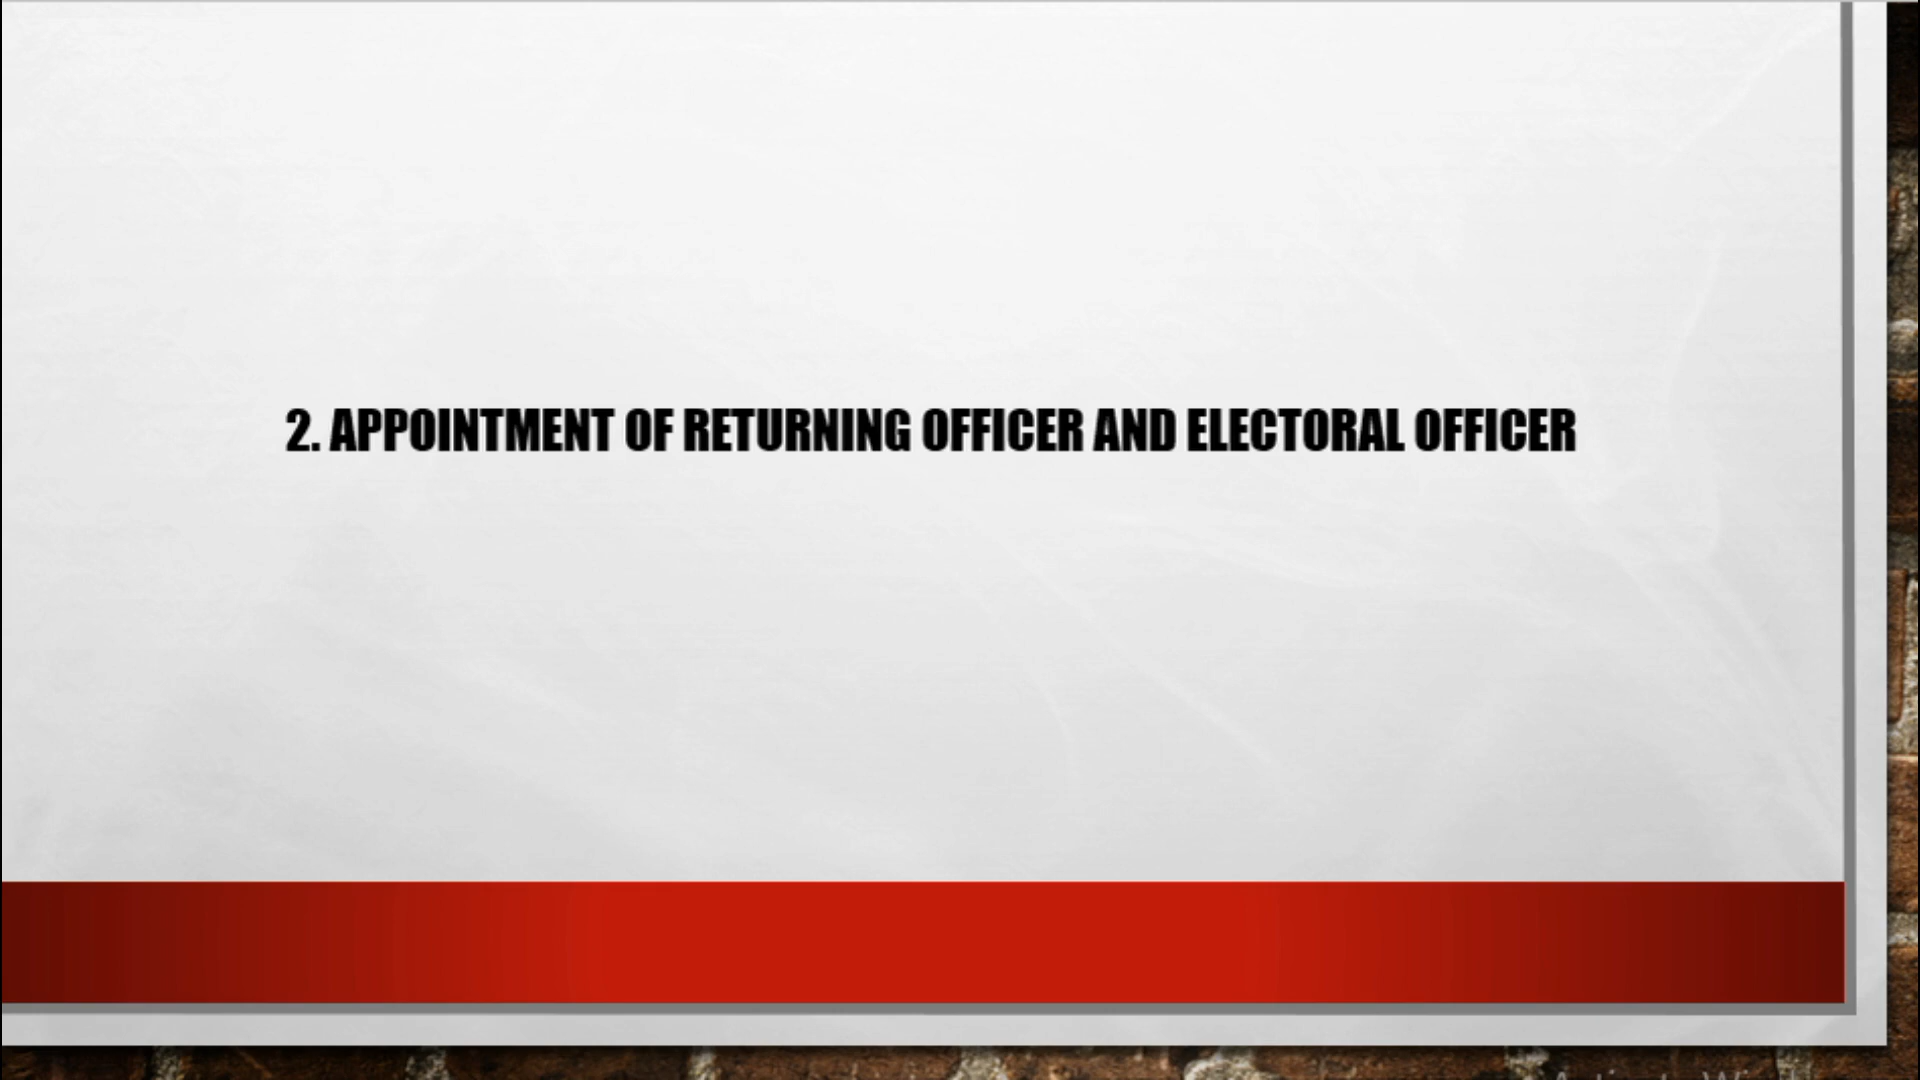 2. APPOINTMENT OF RETURNING OFFICER AND ELECTORAL OFFICER